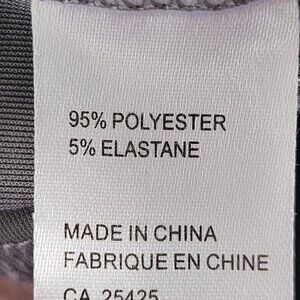 95% POLYESTER
5% ELASTANE
MADE IN CHINA
FABRIQUE EN CHINE
CA 25425